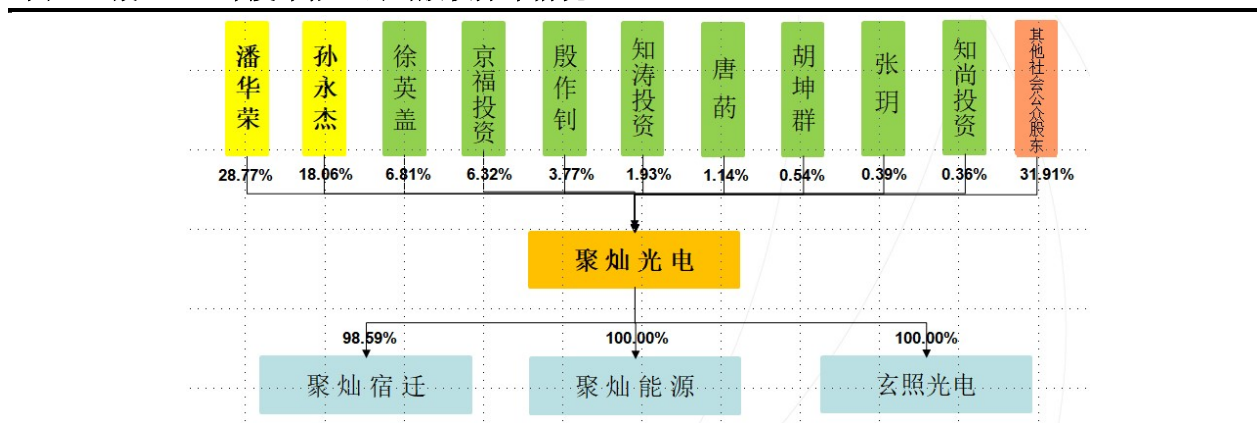 潘华荣
孙永杰
徐英盖
京福投资
殷作钊
知涛投资
唐菂
胡坤群
张玥
知尚投资
其他社会公众股东
28.77%
18.06%
6.81%
6.32%
3.77%
1.93%
1.14%
0.54%
0.39%
0.36%
31.91%
聚灿光电
98.59%
100.00%
100.00%
聚灿宿迁
聚灿能源
玄照光电